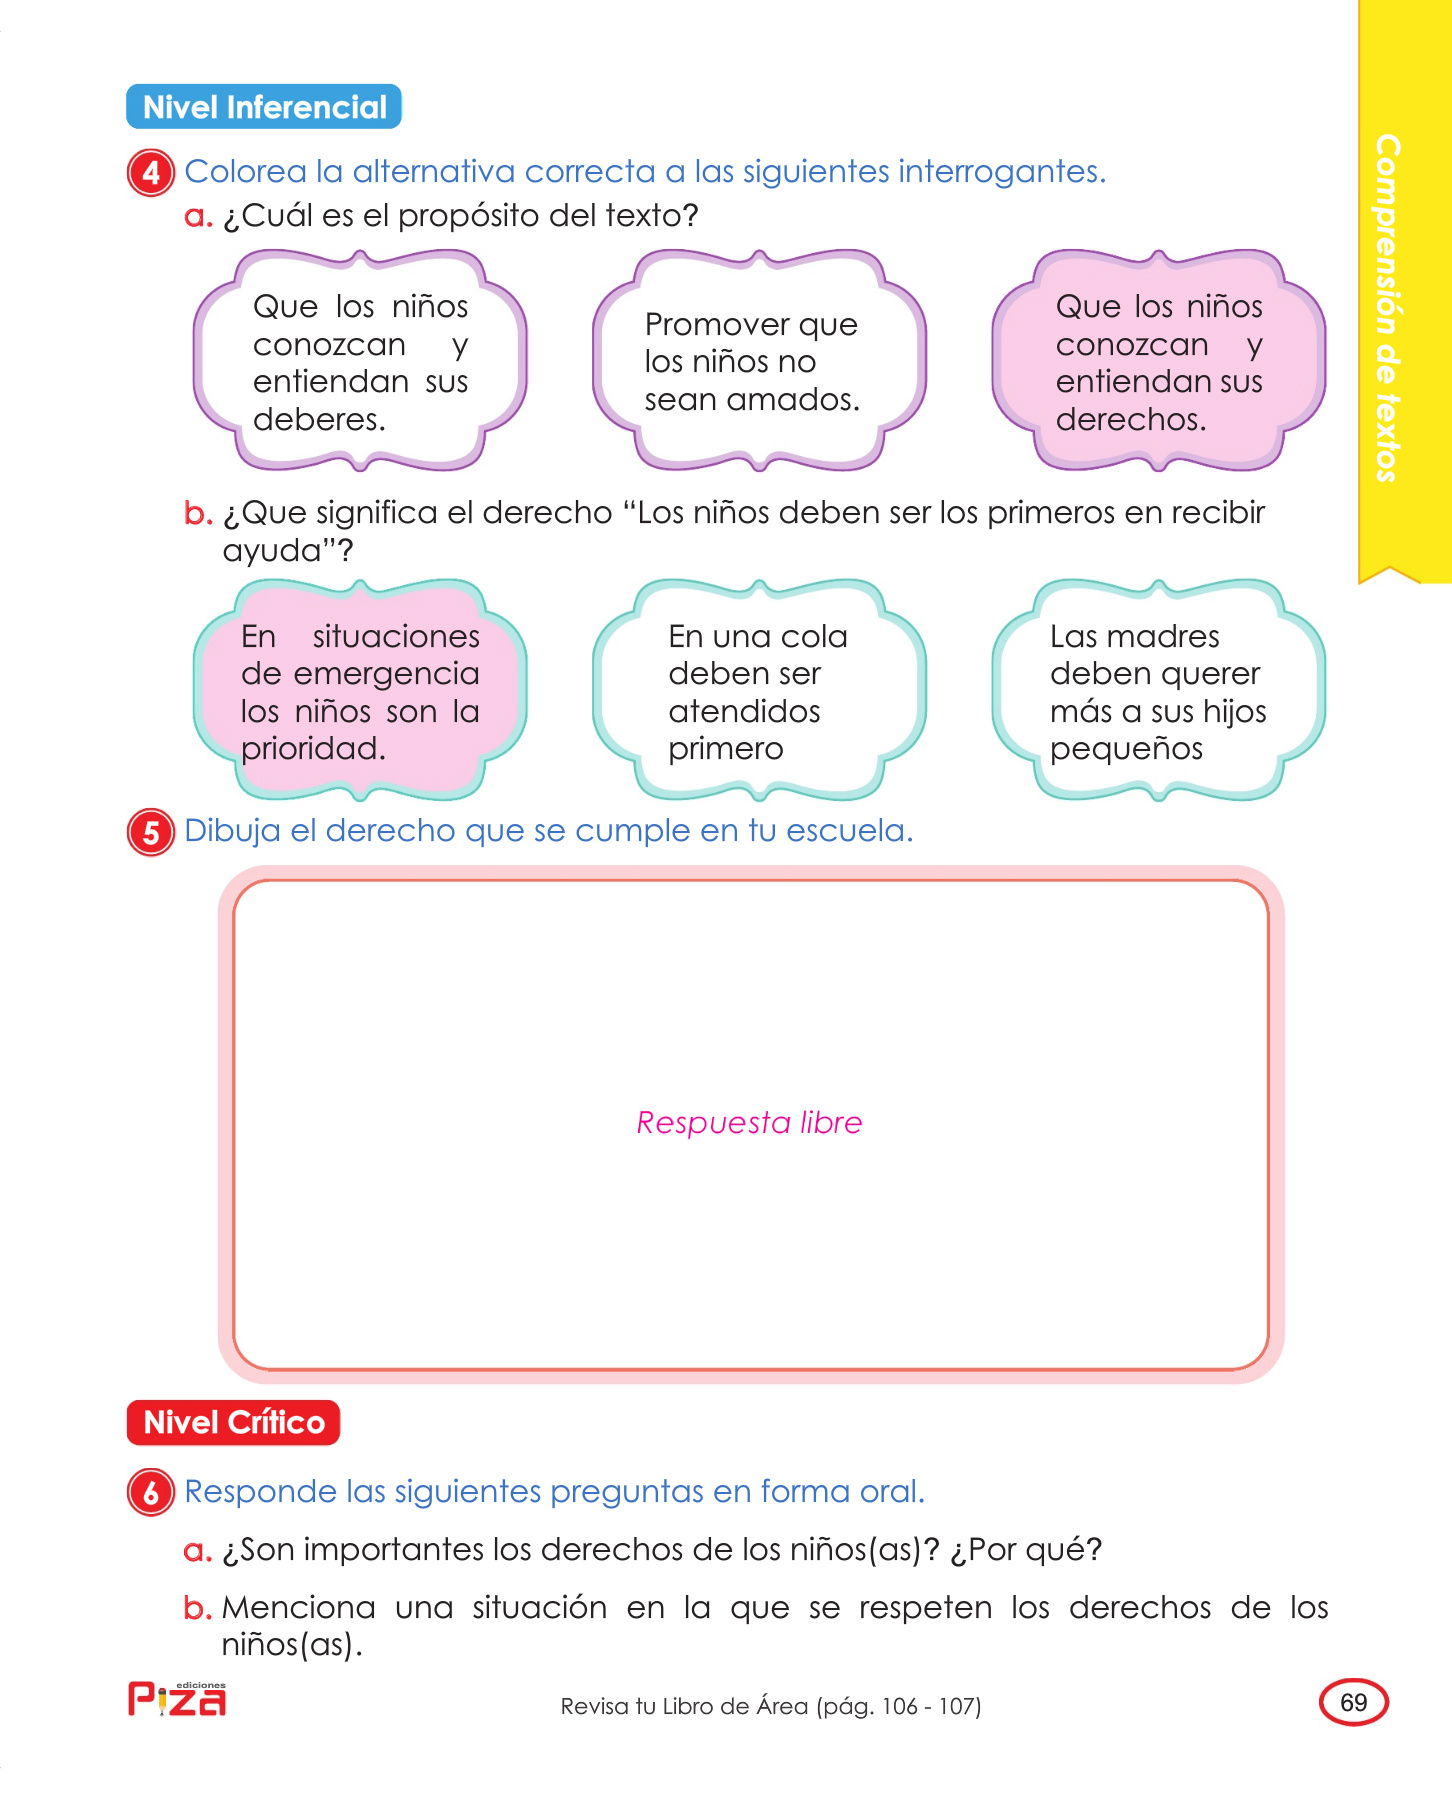 Nivel Inferencial
4 Colorea la alternativa correcta a las siguientes interrogantes.
a. ¿Cuál es el propósito del texto?
Que los niños
conozcan y
entiendan sus
deberes.
Promover que
los niños no
sean amados.
Que los niños
conozcan y
entiendan sus
derechos.
b. ¿Que significa el derecho “Los niños deben ser los primeros en recibir
ayuda”?
En situaciones
de emergencia
los niños son la
prioridad.
En una cola
deben ser
atendidos
primero
Las madres
deben querer
más a sus hijos
pequeños
5 Dibuja el derecho que se cumple en tu escuela.
Respuesta libre
Nivel Crítico
6 Responde las siguientes preguntas en forma oral.
a. ¿Son importantes los derechos de los niños(as)? ¿Por qué?
b. Menciona una situación en la que se respeten los derechos de los
niños(as).
ediciones
Piza
Revisa tu Libro de Área (pág. 106 - 107)
69
Comprensión de textos